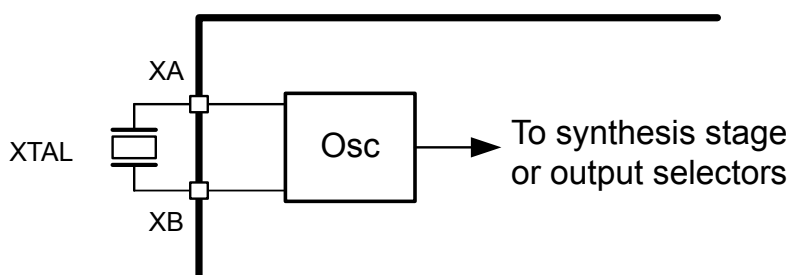 XA
XTAL
Osc
To synthesis stage
or output selectors
XB